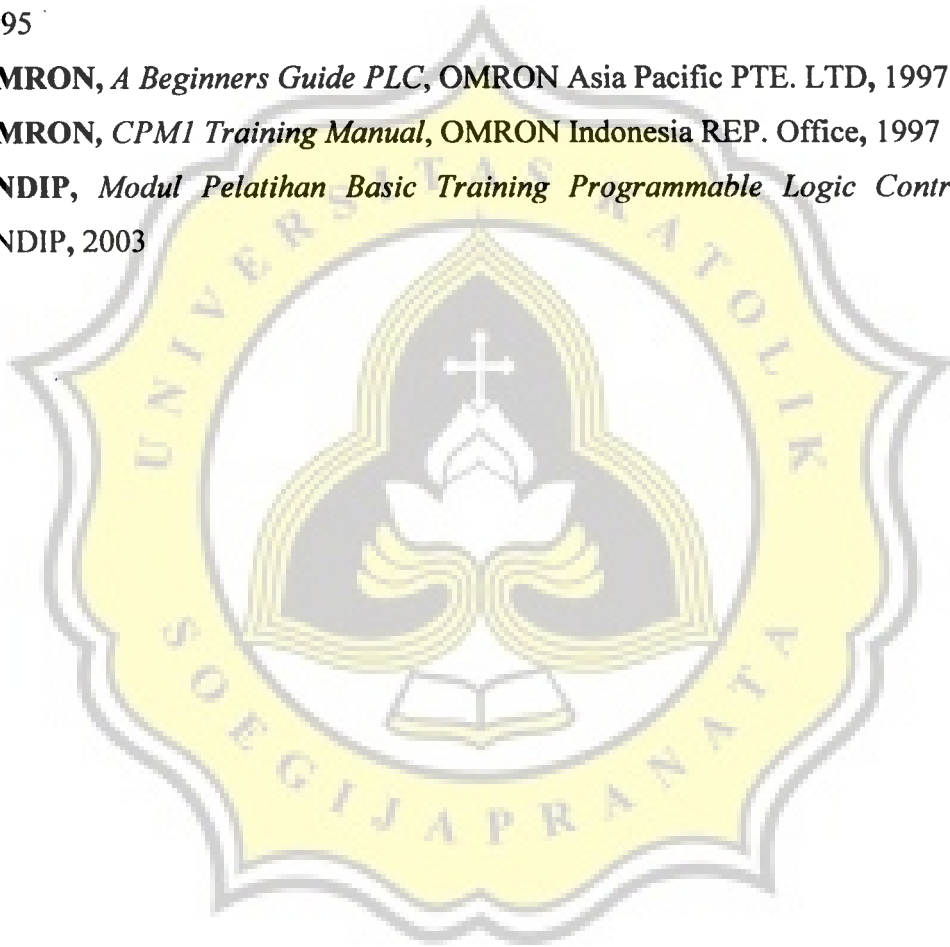 95
MRON, A Beginners Guide PLC, OMRON Asia Pacific PTE. LTD, 1997
MRON, CPM1 Training Manual, OMRON Indonesia REP. Office, 1997
NDIP, Modul Pelatihan Basic Training Programmable Logic Contr
NDIP, 2003
UNIVERSITAS KATOLIK
SOEGIJAPRANATA